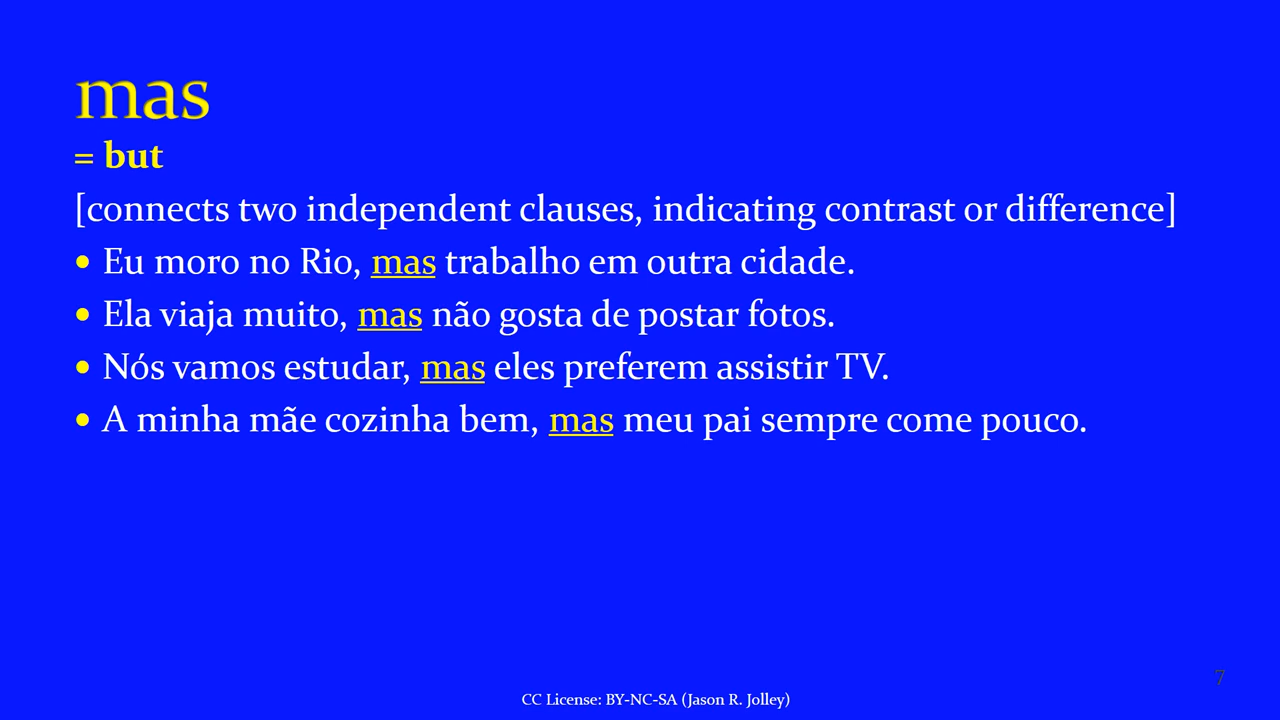 mas
= but
[connects two independent clauses, indicating contrast or difference]
• Eu moro no Rio, mas trabalho em outra cidade.
• Ela viaja muito, mas não gosta de postar fotos.
• Nós vamos estudar, mas eles preferem assistir TV.
• A minha mãe cozinha bem, mas meu pai sempre come pouco.
7
CC License: BY-NC-SA (Jason R. Jolley)